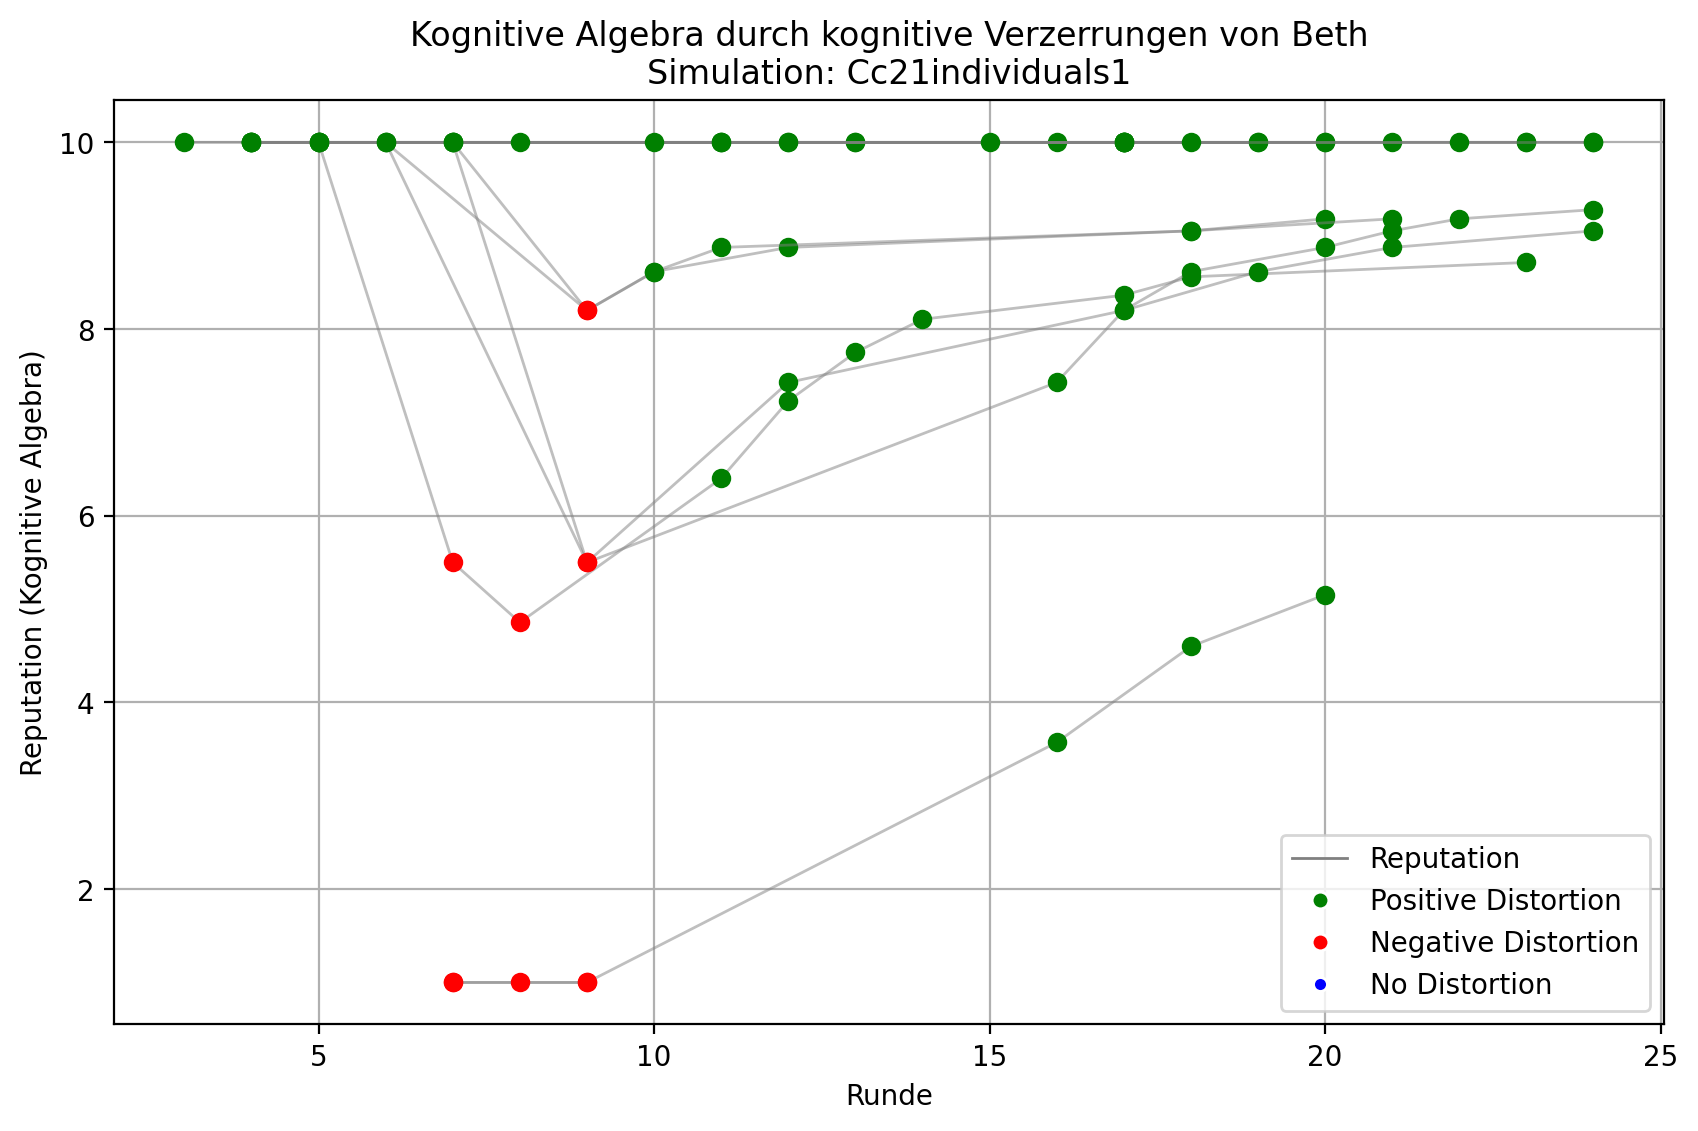 Kognitive Algebra durch kognitive Verzerrungen von Beth
Simulation: Cc21individuals1
Reputation (Kognitive Algebra)
10
8
6
4
2
5
10
15
20
25
Runde
Reputation
Positive Distortion
Negative Distortion
No Distortion